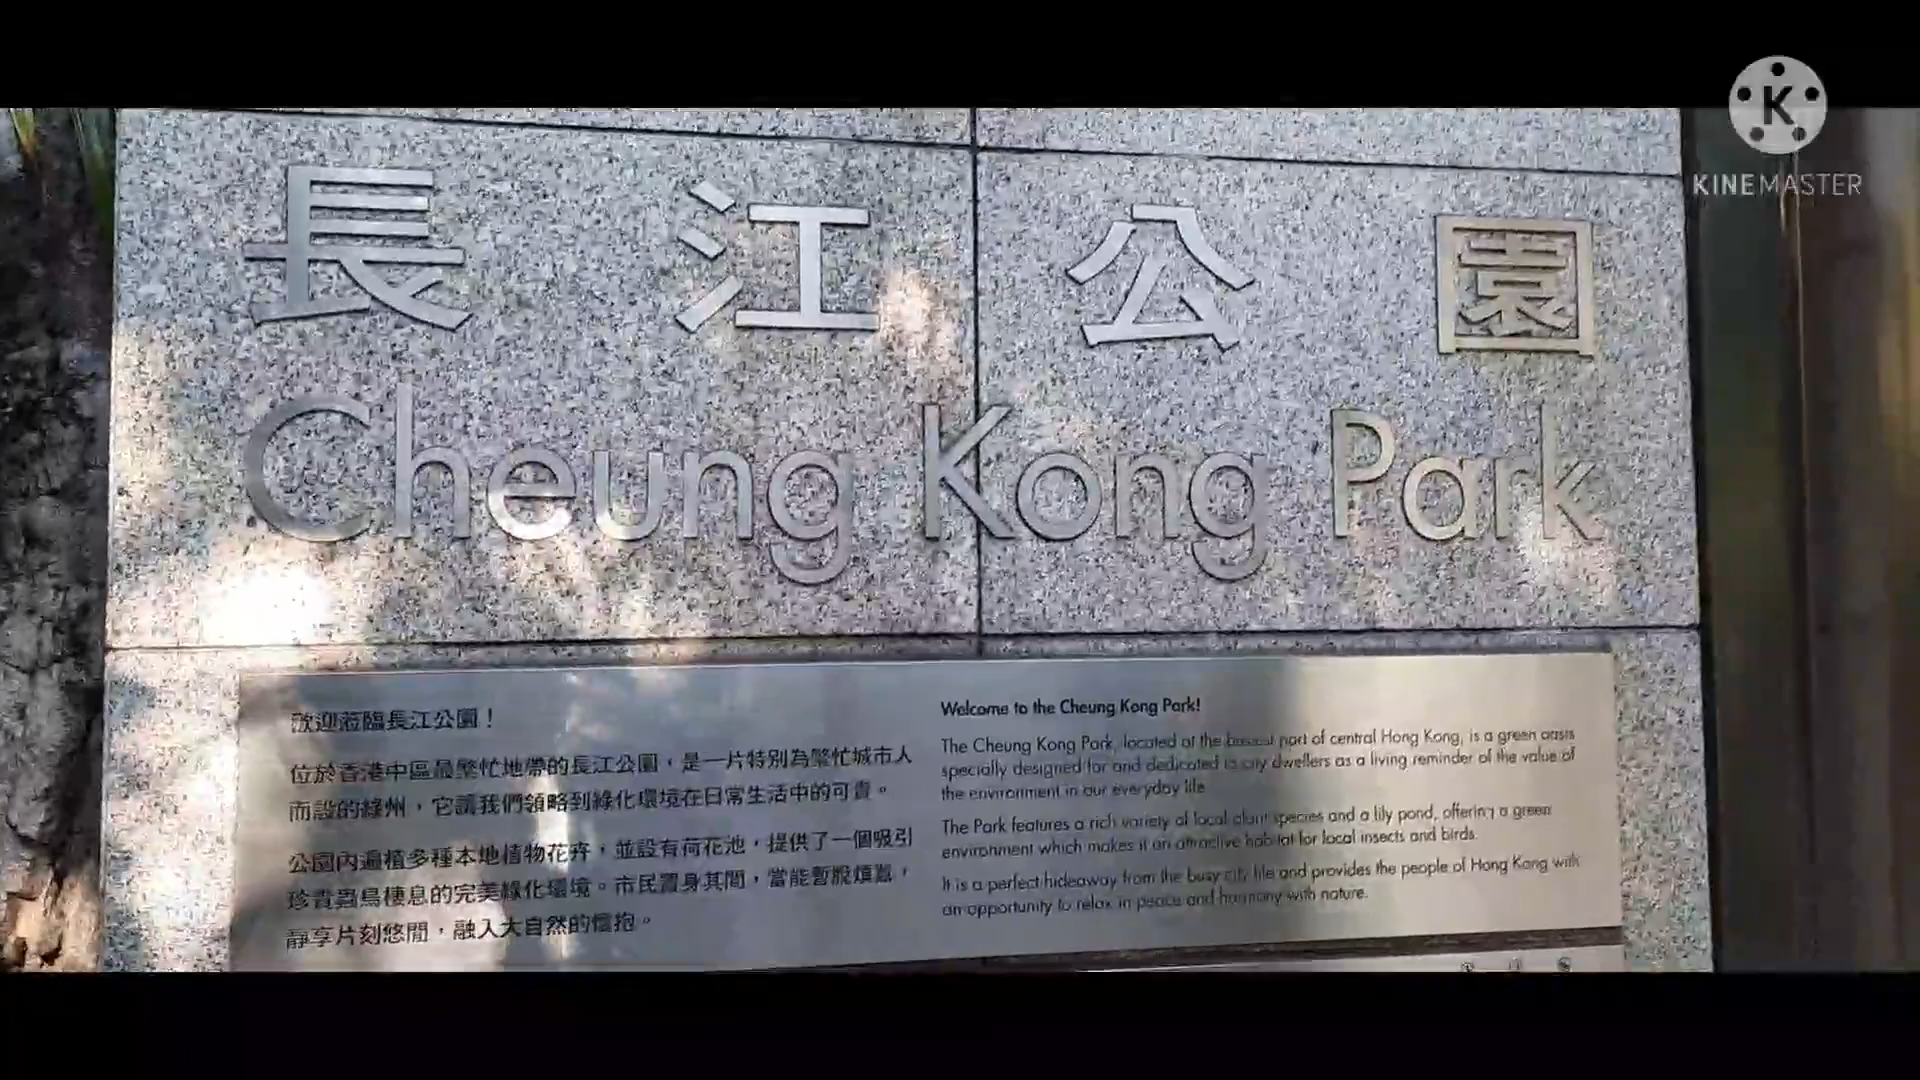 長江公園
Cheung Kong Park
歡迎蒞臨長江公園！
位於香港中區最繁忙地帶的長江公園，是一片特別為繁忙城市人
而設的綠洲，它讓我們領略到綠化環境在日常生活中的可貴。
公園內遍植多種本地植物花卉，並設有荷花池，提供了一個吸引
珍貴蟲鳥棲息的完美綠化環境。市民置身其間，當能暫脫煩囂，
靜享片刻悠閒，融入大自然的懷抱。
Welcome to the Cheung Kong Park!
The Cheung Kong Park, located at the busiest part of central Hong Kong, is a green oasis
specially designed for and dedicated to city dwellers as a living reminder of the value of
the environment in our everyday life
The Park features a rich variety of local plant species and a lily pond, offering a green
environment which makes it an attractive habitat for local insects and birds.
It is a perfect hideaway from the busy city life and provides the people of Hong Kong with
an opportunity to relax in peace and harmony with nature.
K
KINEMASTER